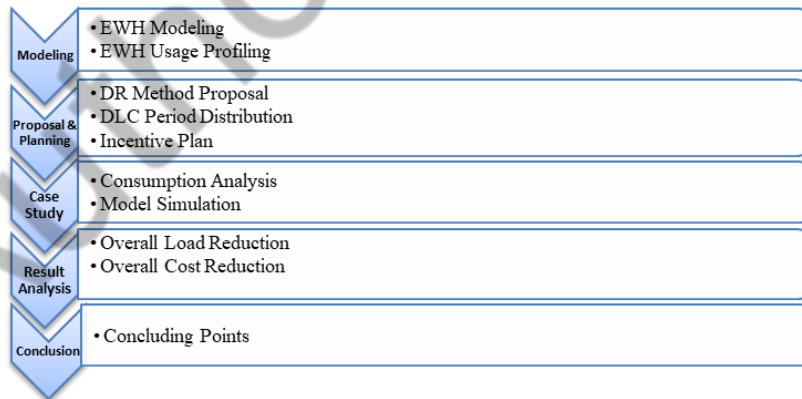 Modeling
• EWH Modeling
• EWH Usage Profiling
Proposal &
Planning
• DR Method Proposal
• DLC Period Distribution
• Incentive Plan
Case
Study
• Consumption Analysis
• Model Simulation
Result
Analysis
• Overall Load Reduction
• Overall Cost Reduction
Conclusion
• Concluding Points